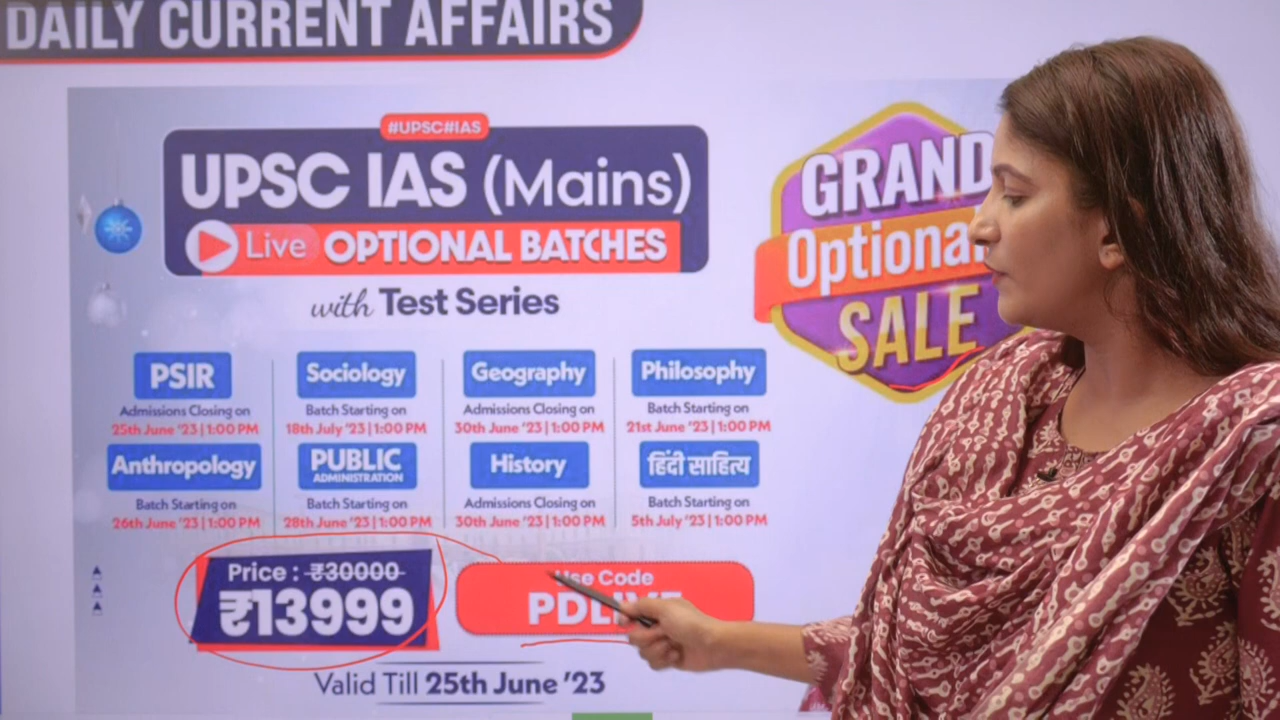 DAILY CURRENT AFFAIRS
#UPSC#IAS
UPSC IAS (Mains)
Live OPTIONAL BATCHES
with Test Series
GRAND
Optional
SALE
PSIR
Admissions Closing on
25th June '23 | 1:00 PM
Sociology
Batch Starting on
18th July '23 | 1:00 PM
Geography
Admissions Closing on
30th June '23 | 1:00 PM
Philosophy
Batch Starting on
21st June '23 | 1:00 PM
Anthropology
Batch Starting on
26th June '23 | 1:00 PM
PUBLIC
ADMINISTRATION
Batch Starting on
28th June '23 | 1:00 PM
History
Admissions Closing on
30th June '23 | 1:00 PM
हिंदी साहित्य
Batch Starting on
5th July '23 | 1:00 PM
Price : ₹30000
₹13999
Use Code
PDLIVE
Valid Till 25th June '23